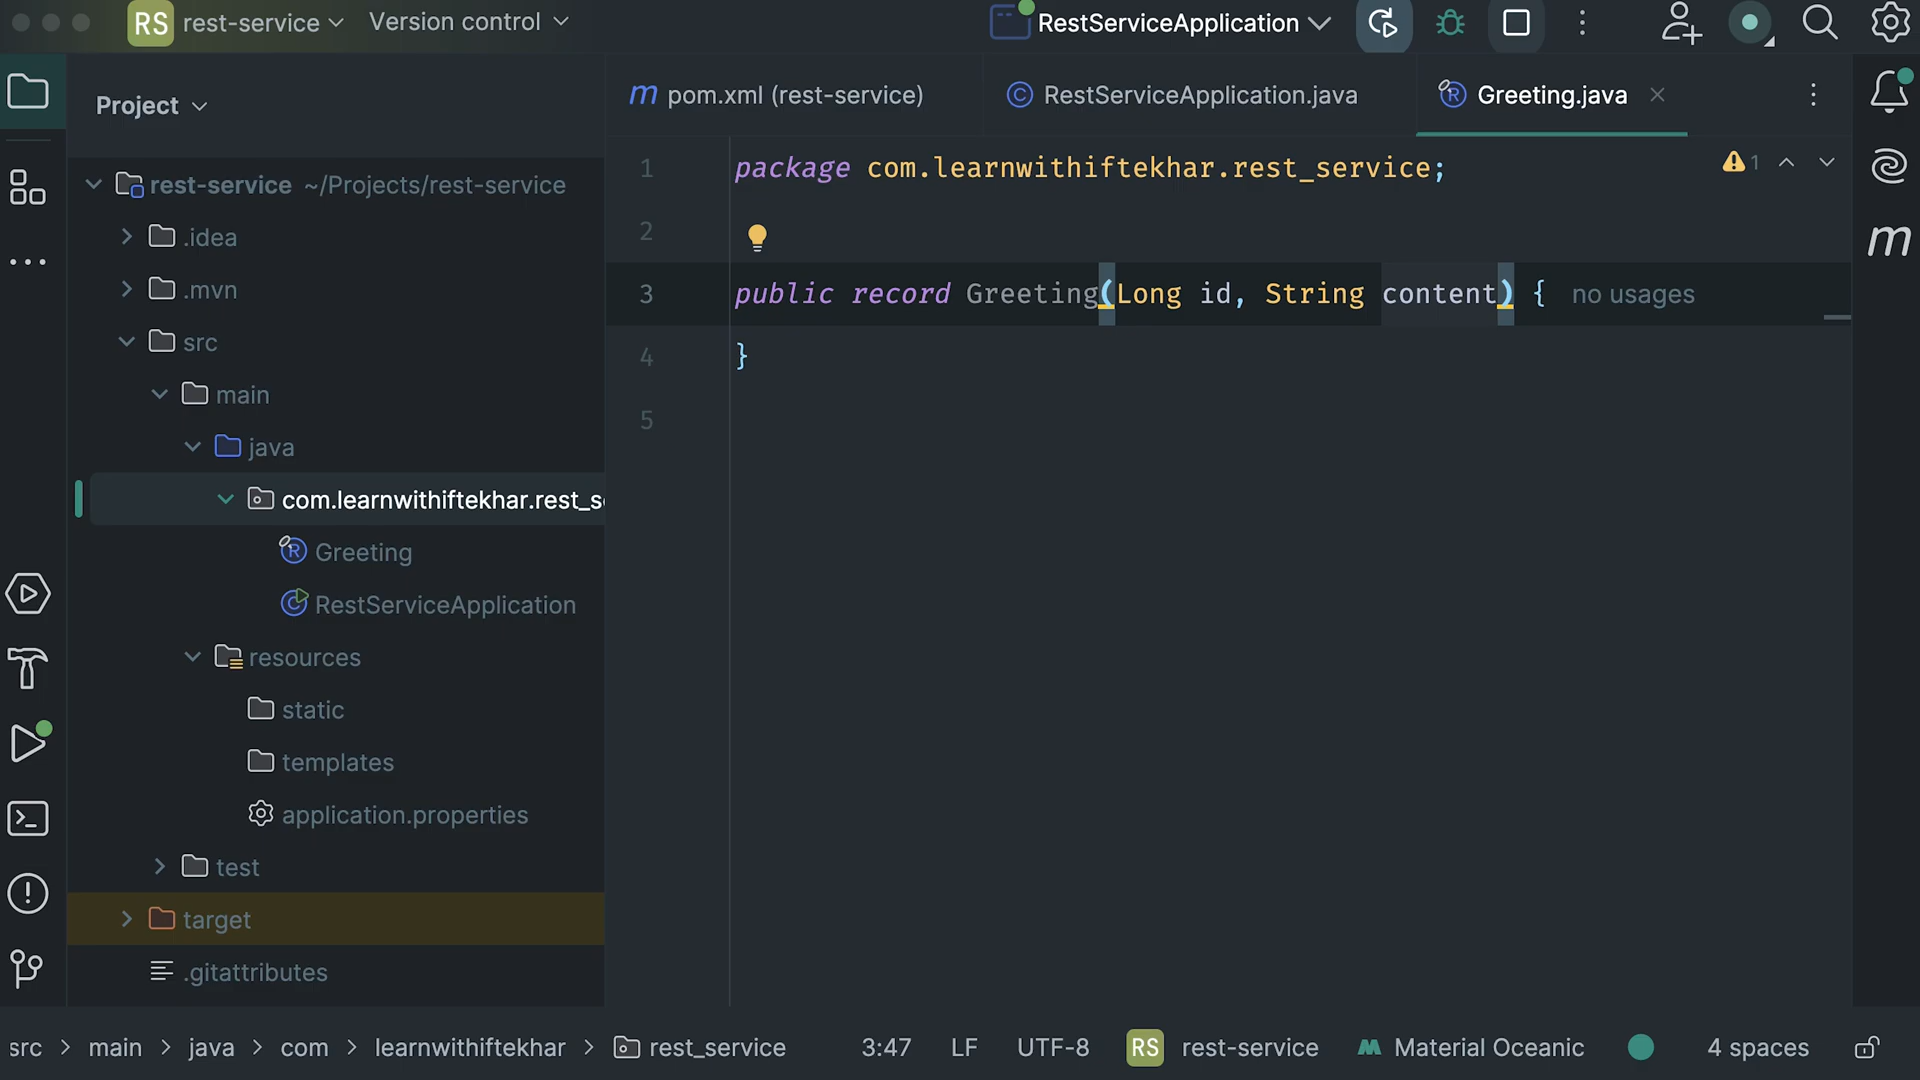 RS rest-service Version control RestServiceApplication
Project
m pom.xml (rest-service) RestServiceApplication.java Greeting.java
rest-service ~/Projects/rest-service
.idea
.mvn
src
main
java
com.learnwithiftekhar.rest_s
Greeting
RestServiceApplication
resources
static
templates
application.properties
test
target
.gitattributes
1 package com.learnwithiftekhar.rest_service;
2
3 public record Greeting(Long id, String content) { no usages
4 }
5
1
m
src > main > java > com > learnwithiftekhar > rest_service 3:47 LF UTF-8 RS rest-service Material Oceanic 4 spaces